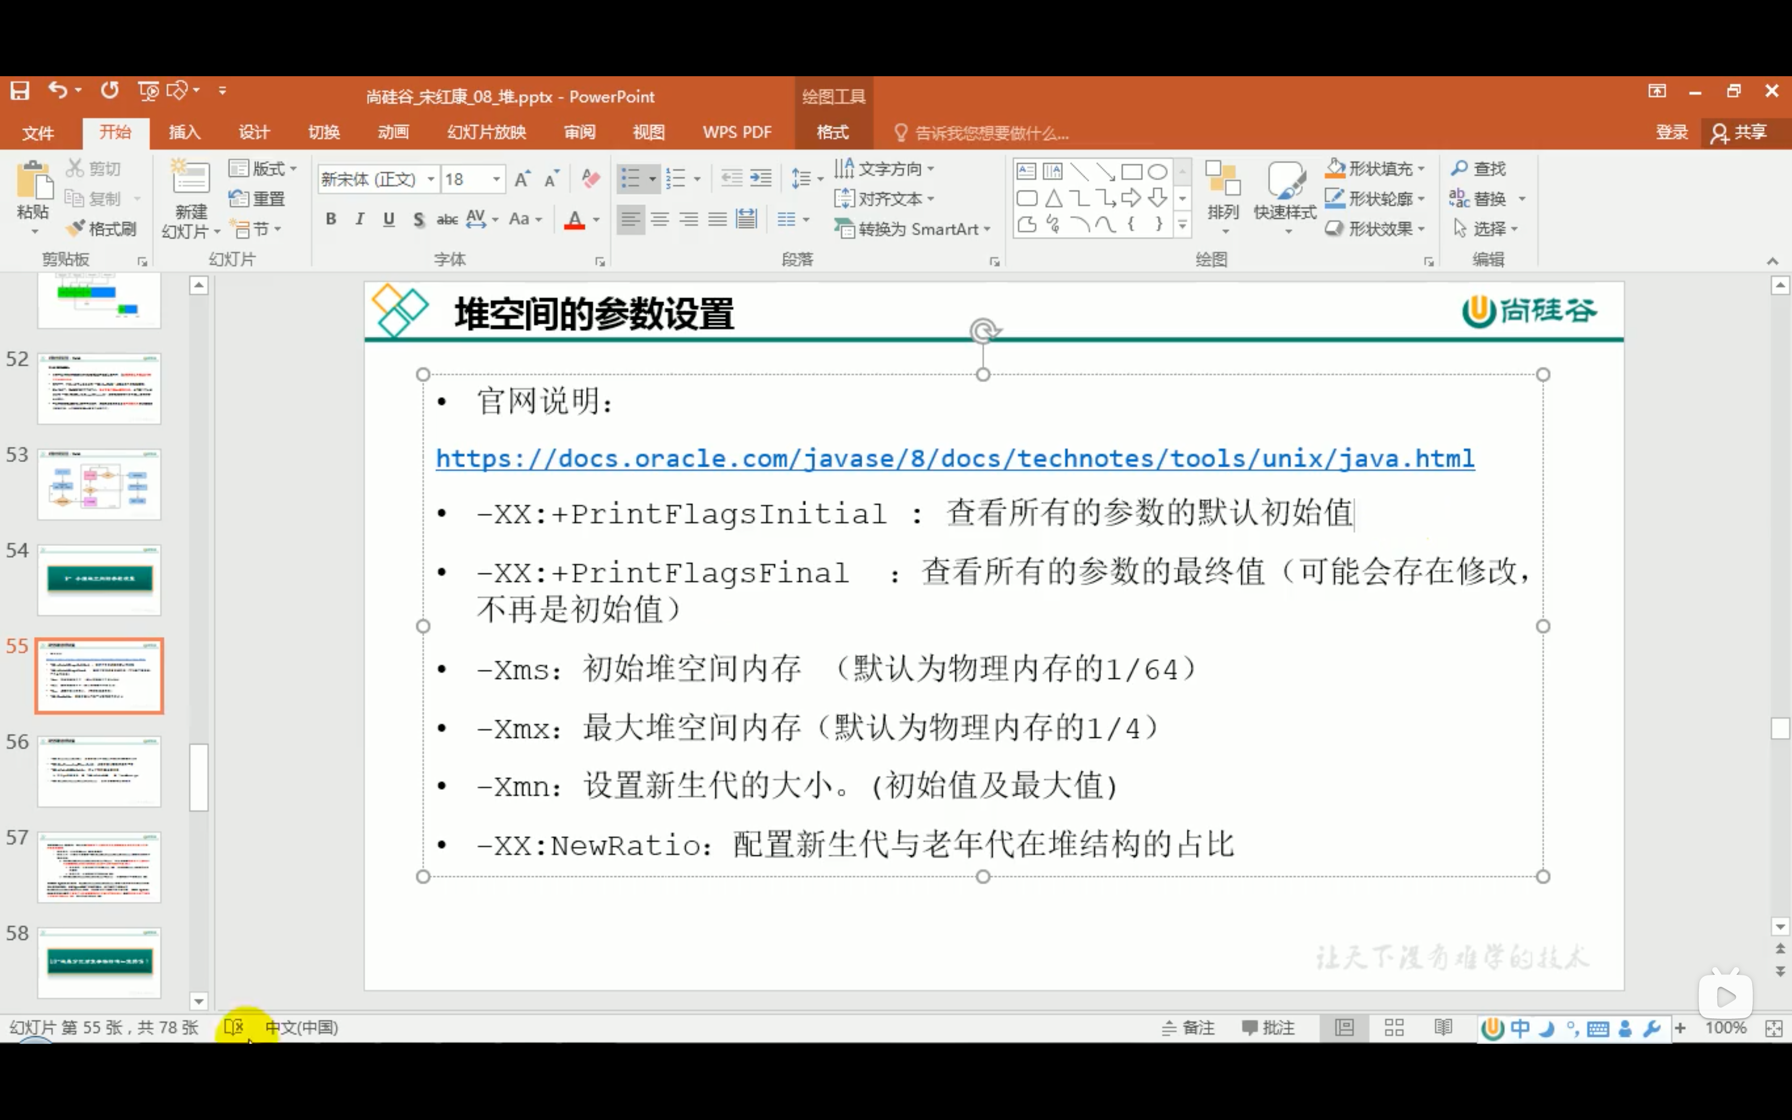 尚硅谷_宋红康_08_堆.pptx - PowerPoint
绘图工具
文件 开始 插入 设计 切换 动画 幻灯片放映 审阅 视图 WPS PDF 格式 告诉我您想要做什么... 登录 共享
粘贴
剪切
复制
格式刷
剪贴板
新建
幻灯片
版式
重置
节
幻灯片
新宋体 (正文) 18
B I U S abc AV Aa A
字体
文字方向
对齐文本
转换为 SmartArt
段落
排列
快速样式
形状填充
形状轮廓
形状效果
绘图
查找
替换
选择
编辑
52
53
54
55
56
57
58
堆空间的参数设置
尚硅谷
• 官网说明：
https://docs.oracle.com/javase/8/docs/technotes/tools/unix/java.html
• -XX:+PrintFlagsInitial : 查看所有的参数的默认初始值
• -XX:+PrintFlagsFinal ：查看所有的参数的最终值（可能会存在修改，
不再是初始值）
• -Xms：初始堆空间内存 （默认为物理内存的1/64）
• -Xmx：最大堆空间内存（默认为物理内存的1/4）
• -Xmn：设置新生代的大小。(初始值及最大值)
• -XX:NewRatio：配置新生代与老年代在堆结构的占比
让天下没有难学的技术
幻灯片 第 55 张，共 78 张 中文(中国) 备注 批注 中 100%